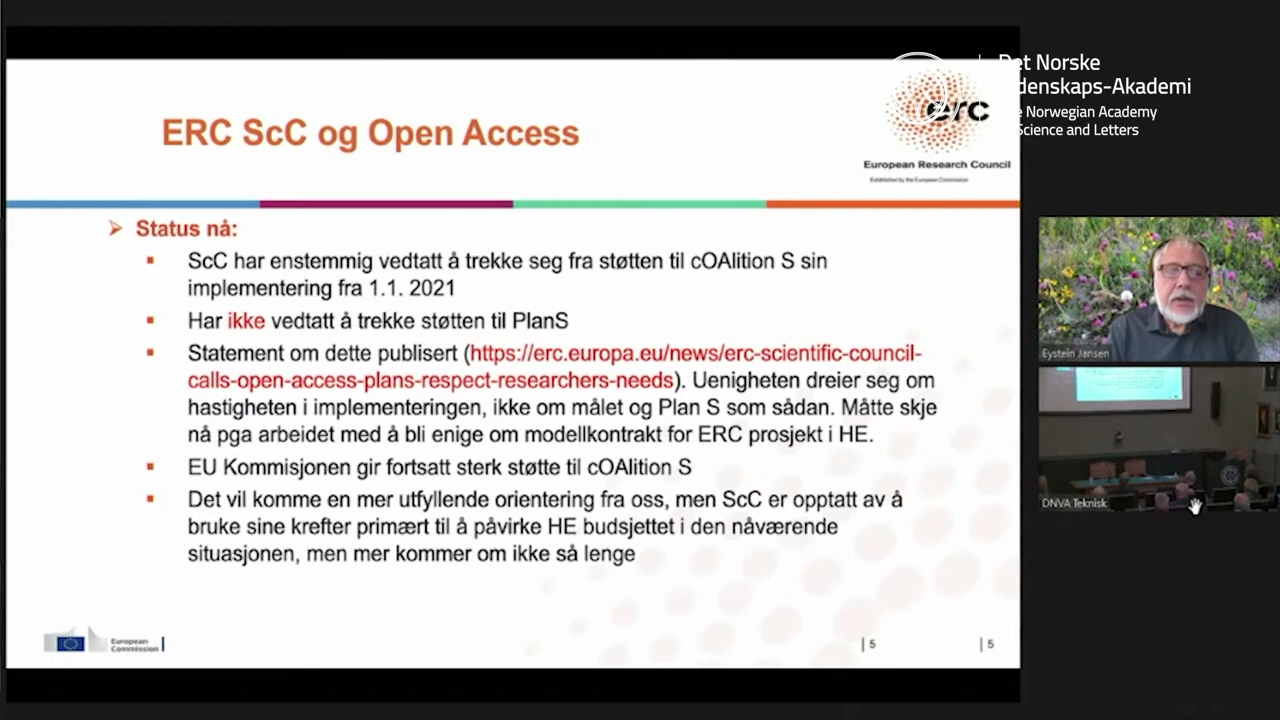 ERC ScC og Open Access
erc
European Research Council
Established by the European Commission
Det Norske
denskaps-Akademi
Norwegian Academy
Science and Letters
➢ Status nå:
▪ ScC har enstemmig vedtatt å trekke seg fra støtten til cOAlition S sin
implementering fra 1.1. 2021
▪ Har ikke vedtatt å trekke støtten til PlanS
▪ Statement om dette publisert (https://erc.europa.eu/news/erc-scientific-council-
calls-open-access-plans-respect-researchers-needs). Uenigheten dreier seg om
hastigheten i implementeringen, ikke om målet og Plan S som sådan. Måtte skje
nå pga arbeidet med å bli enige om modellkontrakt for ERC prosjekt i HE.
▪ EU Kommisjonen gir fortsatt sterk støtte til cOAlition S
▪ Det vil komme en mer utfyllende orientering fra oss, men ScC er opptatt av å
bruke sine krefter primært til å påvirke HE budsjettet i den nåværende
situasjonen, men mer kommer om ikke så lenge
European
Commission
| 5
| 5
Eystein Jansen
DNVA Teknisk